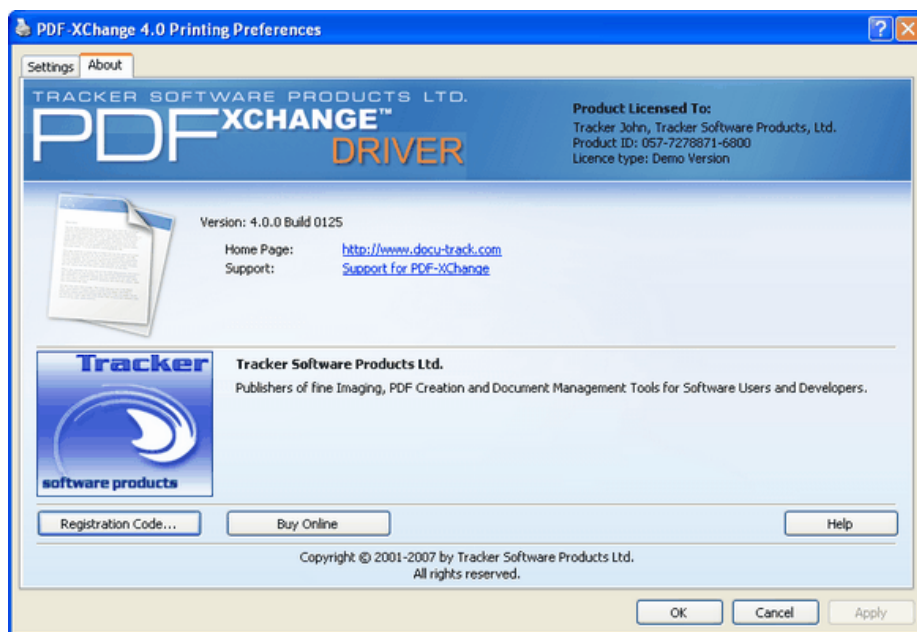 PDF-XChange 4.0 Printing Preferences
Settings
About
TRACKER SOFTWARE PRODUCTS LTD.
PDF XCHANGE™
DRIVER
Product Licensed To:
Tracker John, Tracker Software Products, Ltd.
Product ID: 057-7278871-6800
Licence type: Demo Version
Version: 4.0.0 Build 0125
Home Page: http://www.docu-track.com
Support: Support for PDF-XChange
Tracker
software products
Tracker Software Products Ltd.
Publishers of fine Imaging, PDF Creation and Document Management Tools for Software Users and Developers.
Registration Code...
Buy Online
Help
Copyright © 2001-2007 by Tracker Software Products Ltd.
All rights reserved.
OK
Cancel
Apply